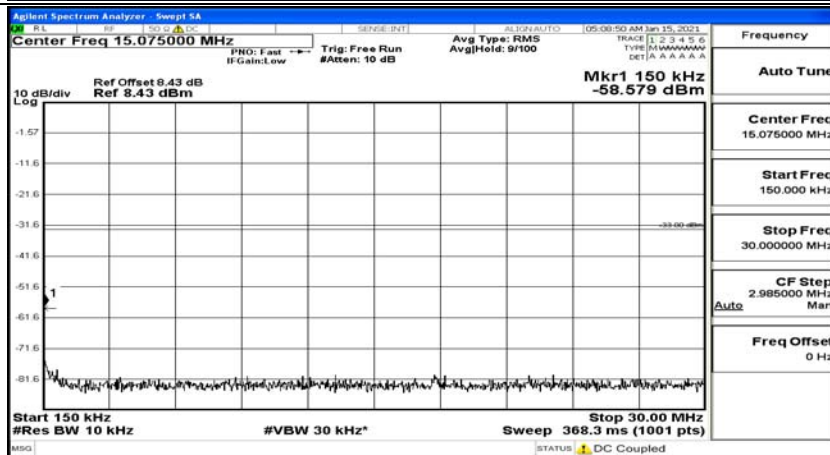 Agilent Spectrum Analyzer - Swept SA
RL RF 50 Ω DC SENSE:INT ALIGN AUTO 05:08:50 AM Jan 15, 2021
Center Freq 15.075000 MHz
PNO: Fast
IFGain:Low
Trig: Free Run
#Atten: 10 dB
Avg Type: RMS
Avg|Hold: 9/100
TRACE 1 2 3 4 5 6
TYPE M W W W W W
DET A A A A A A
Frequency
Auto Tune
Mkr1 150 kHz
-58.579 dBm
Ref Offset 8.43 dB
10 dB/div Ref 8.43 dBm
Log
-1.57
-11.6
-21.6
-31.6
-41.6
-51.6
-61.6
-71.6
-81.6
-33.00 dBm
1
Center Freq
15.075000 MHz
Start Freq
150.000 kHz
Stop Freq
30.000000 MHz
CF Step
2.985000 MHz
Auto Man
Freq Offset
0 Hz
Start 150 kHz Stop 30.00 MHz
#Res BW 10 kHz #VBW 30 kHz* Sweep 368.3 ms (1001 pts)
MSG STATUS DC Coupled